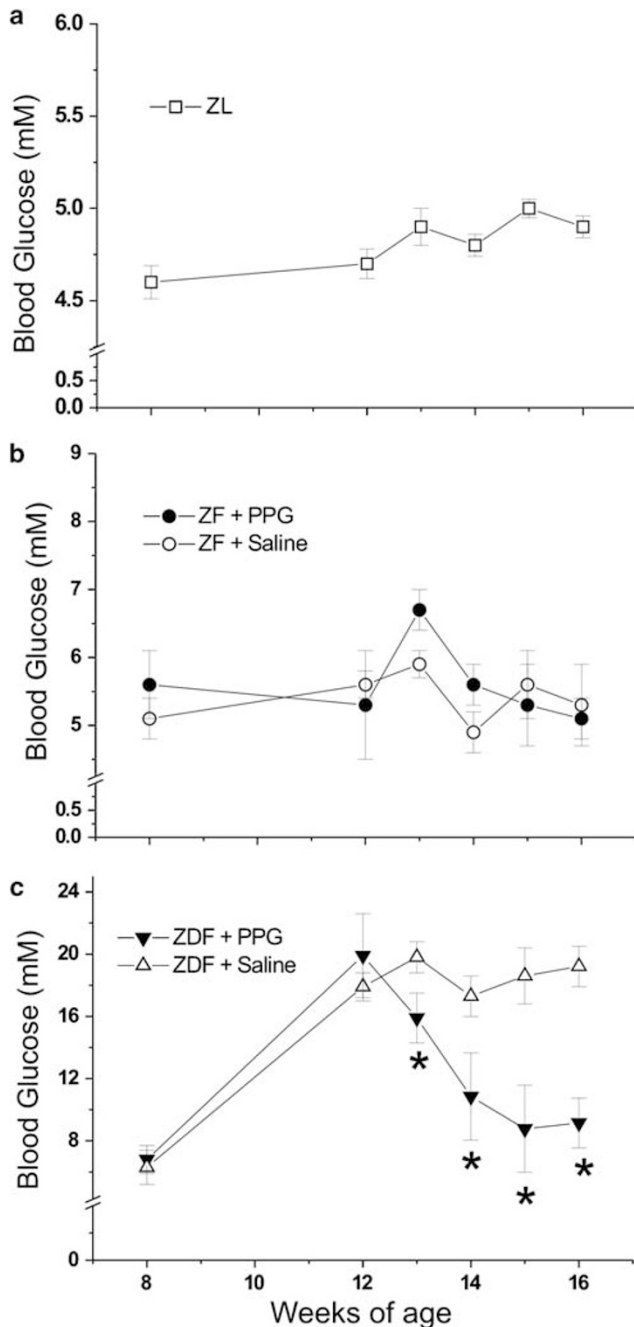 a
6.0
5.5
5.0
4.5
0.5
0.0
Blood Glucose (mM)
ZL
b
9
8
7
6
5
0.5
0.0
Blood Glucose (mM)
ZF + PPG
ZF + Saline
c
24
20
16
12
8
0
Blood Glucose (mM)
ZDF + PPG
ZDF + Saline
*
*
*
*
8
10
12
14
16
Weeks of age